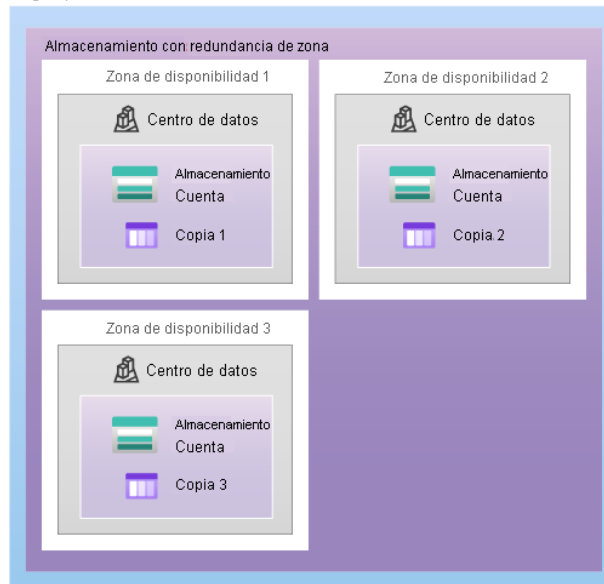 Almacenamiento con redundancia de zona
Zona de disponibilidad 1
Centro de datos
Almacenamiento
Cuenta
Copia 1
Zona de disponibilidad 2
Centro de datos
Almacenamiento
Cuenta
Copia 2
Zona de disponibilidad 3
Centro de datos
Almacenamiento
Cuenta
Copia 3